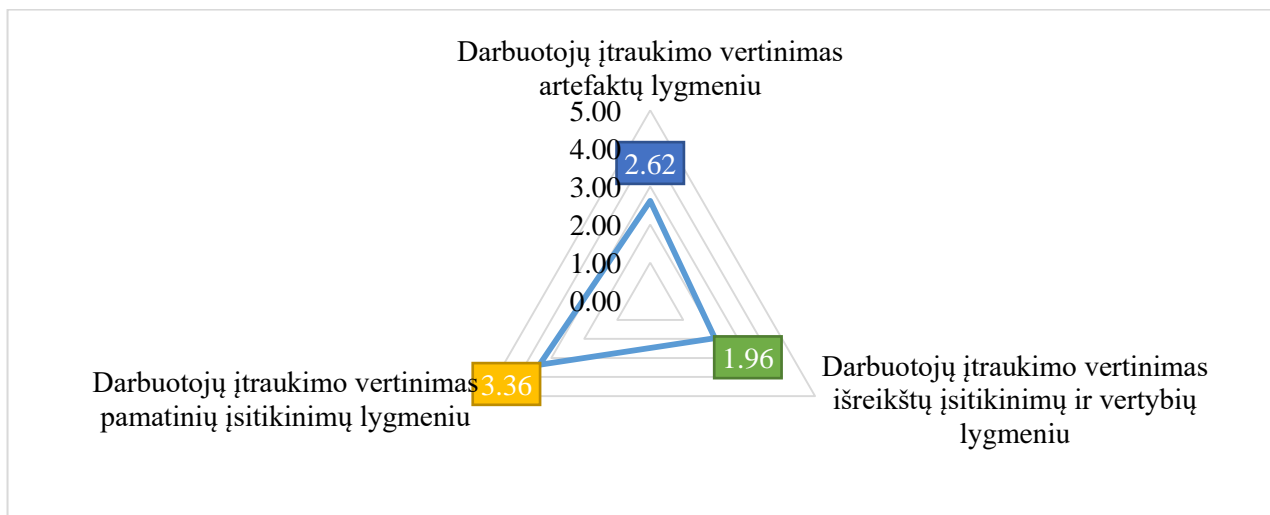 Darbuotojų įtraukimo vertinimas
artefaktų lygmeniu
5.00
4.00
3.00
2.00
1.00
0.00
2.62
1.96
Darbuotojų įtraukimo vertinimas
išreikštų įsitikinimų ir vertybių
lygmeniu
3.36
Darbuotojų įtraukimo vertinimas
pamatinių įsitikinimų lygmeniu